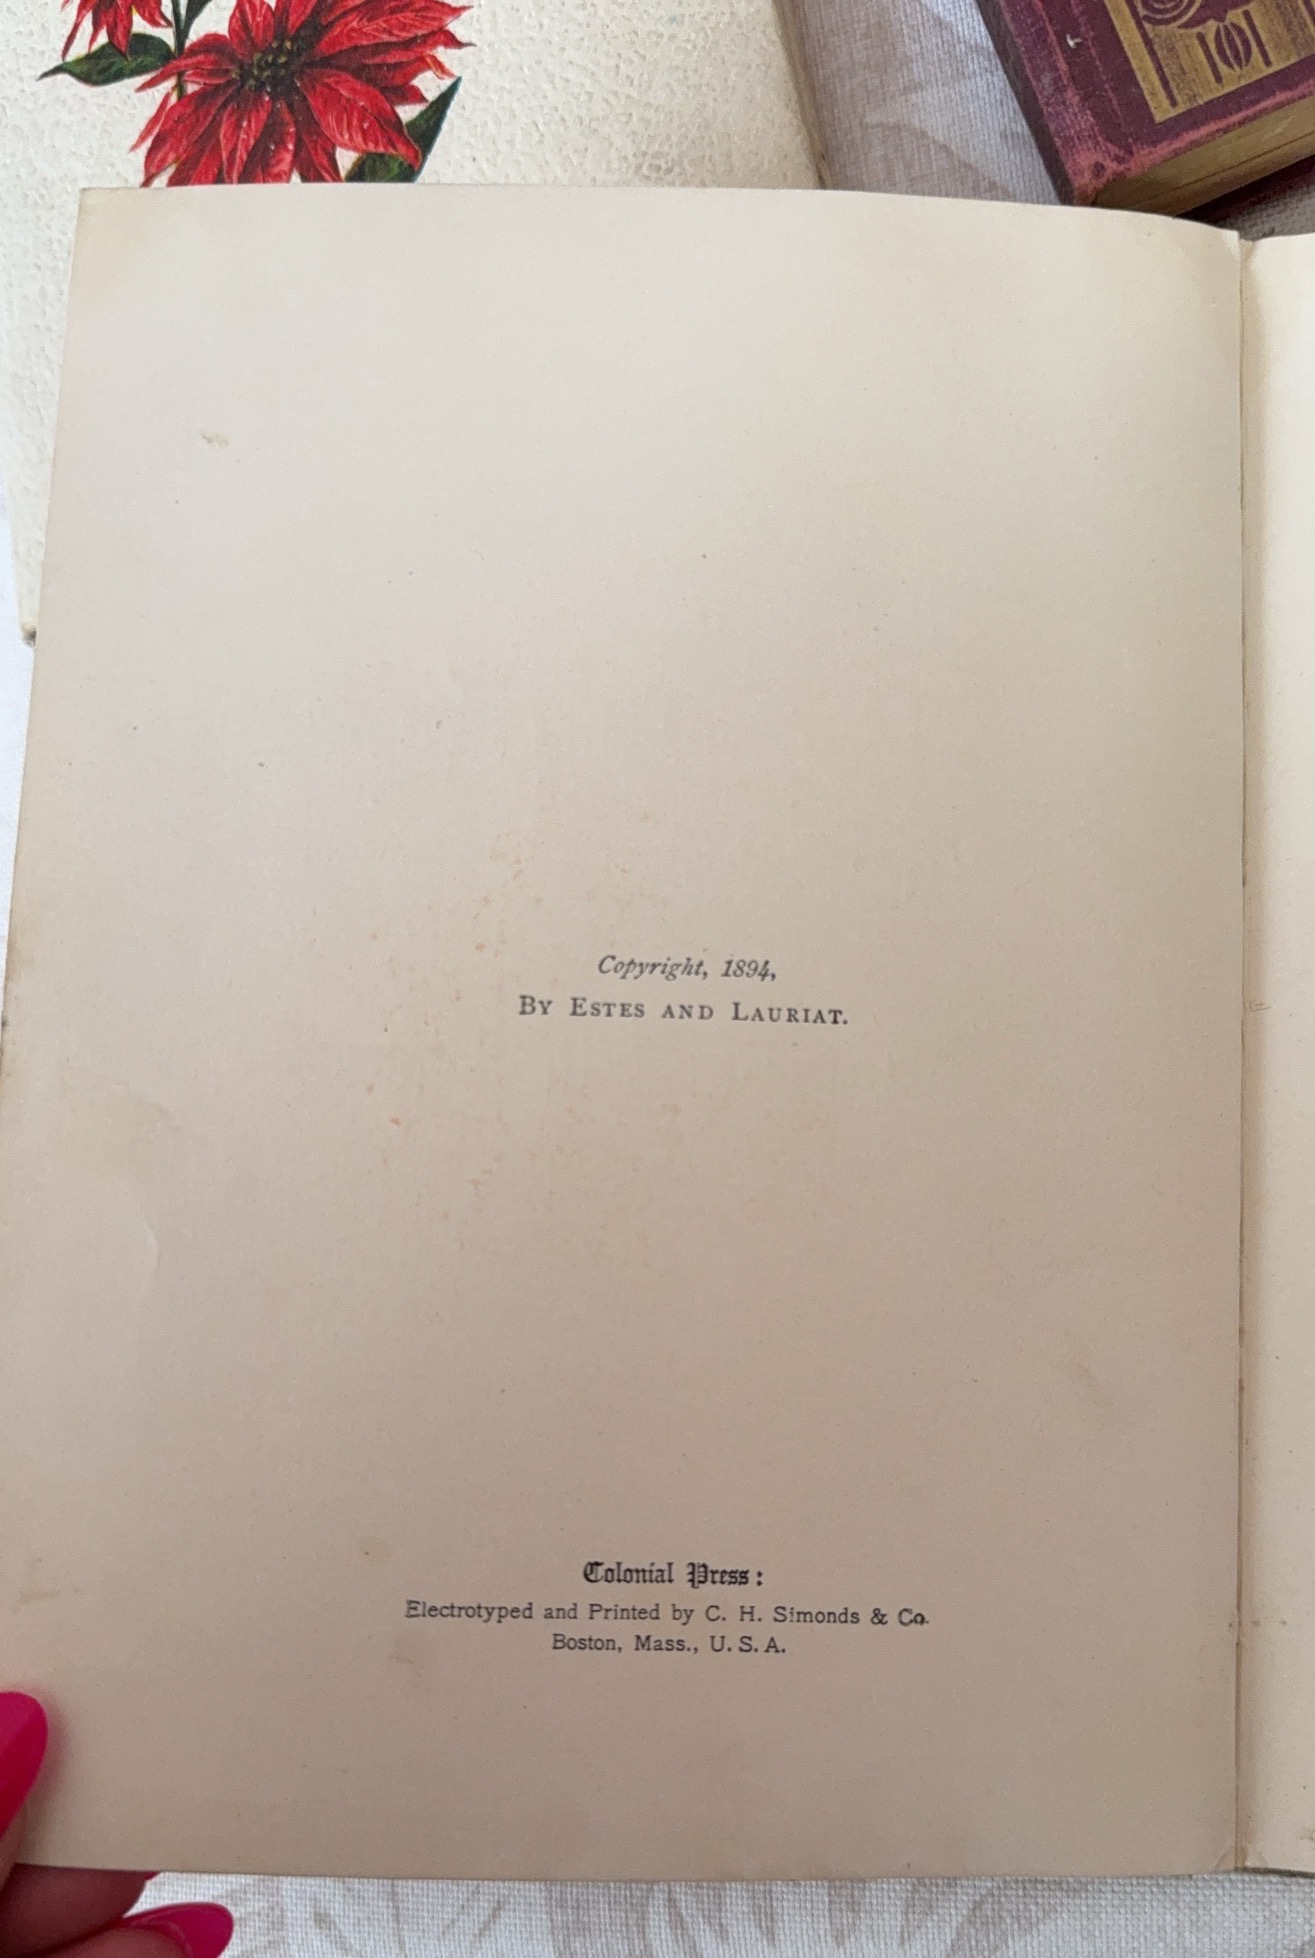 Copyright, 1894,
BY ESTES AND LAURIAT.
Colonial Press:
Electrotyped and Printed by C. H. Simonds & Co.
Boston, Mass., U. S. A.